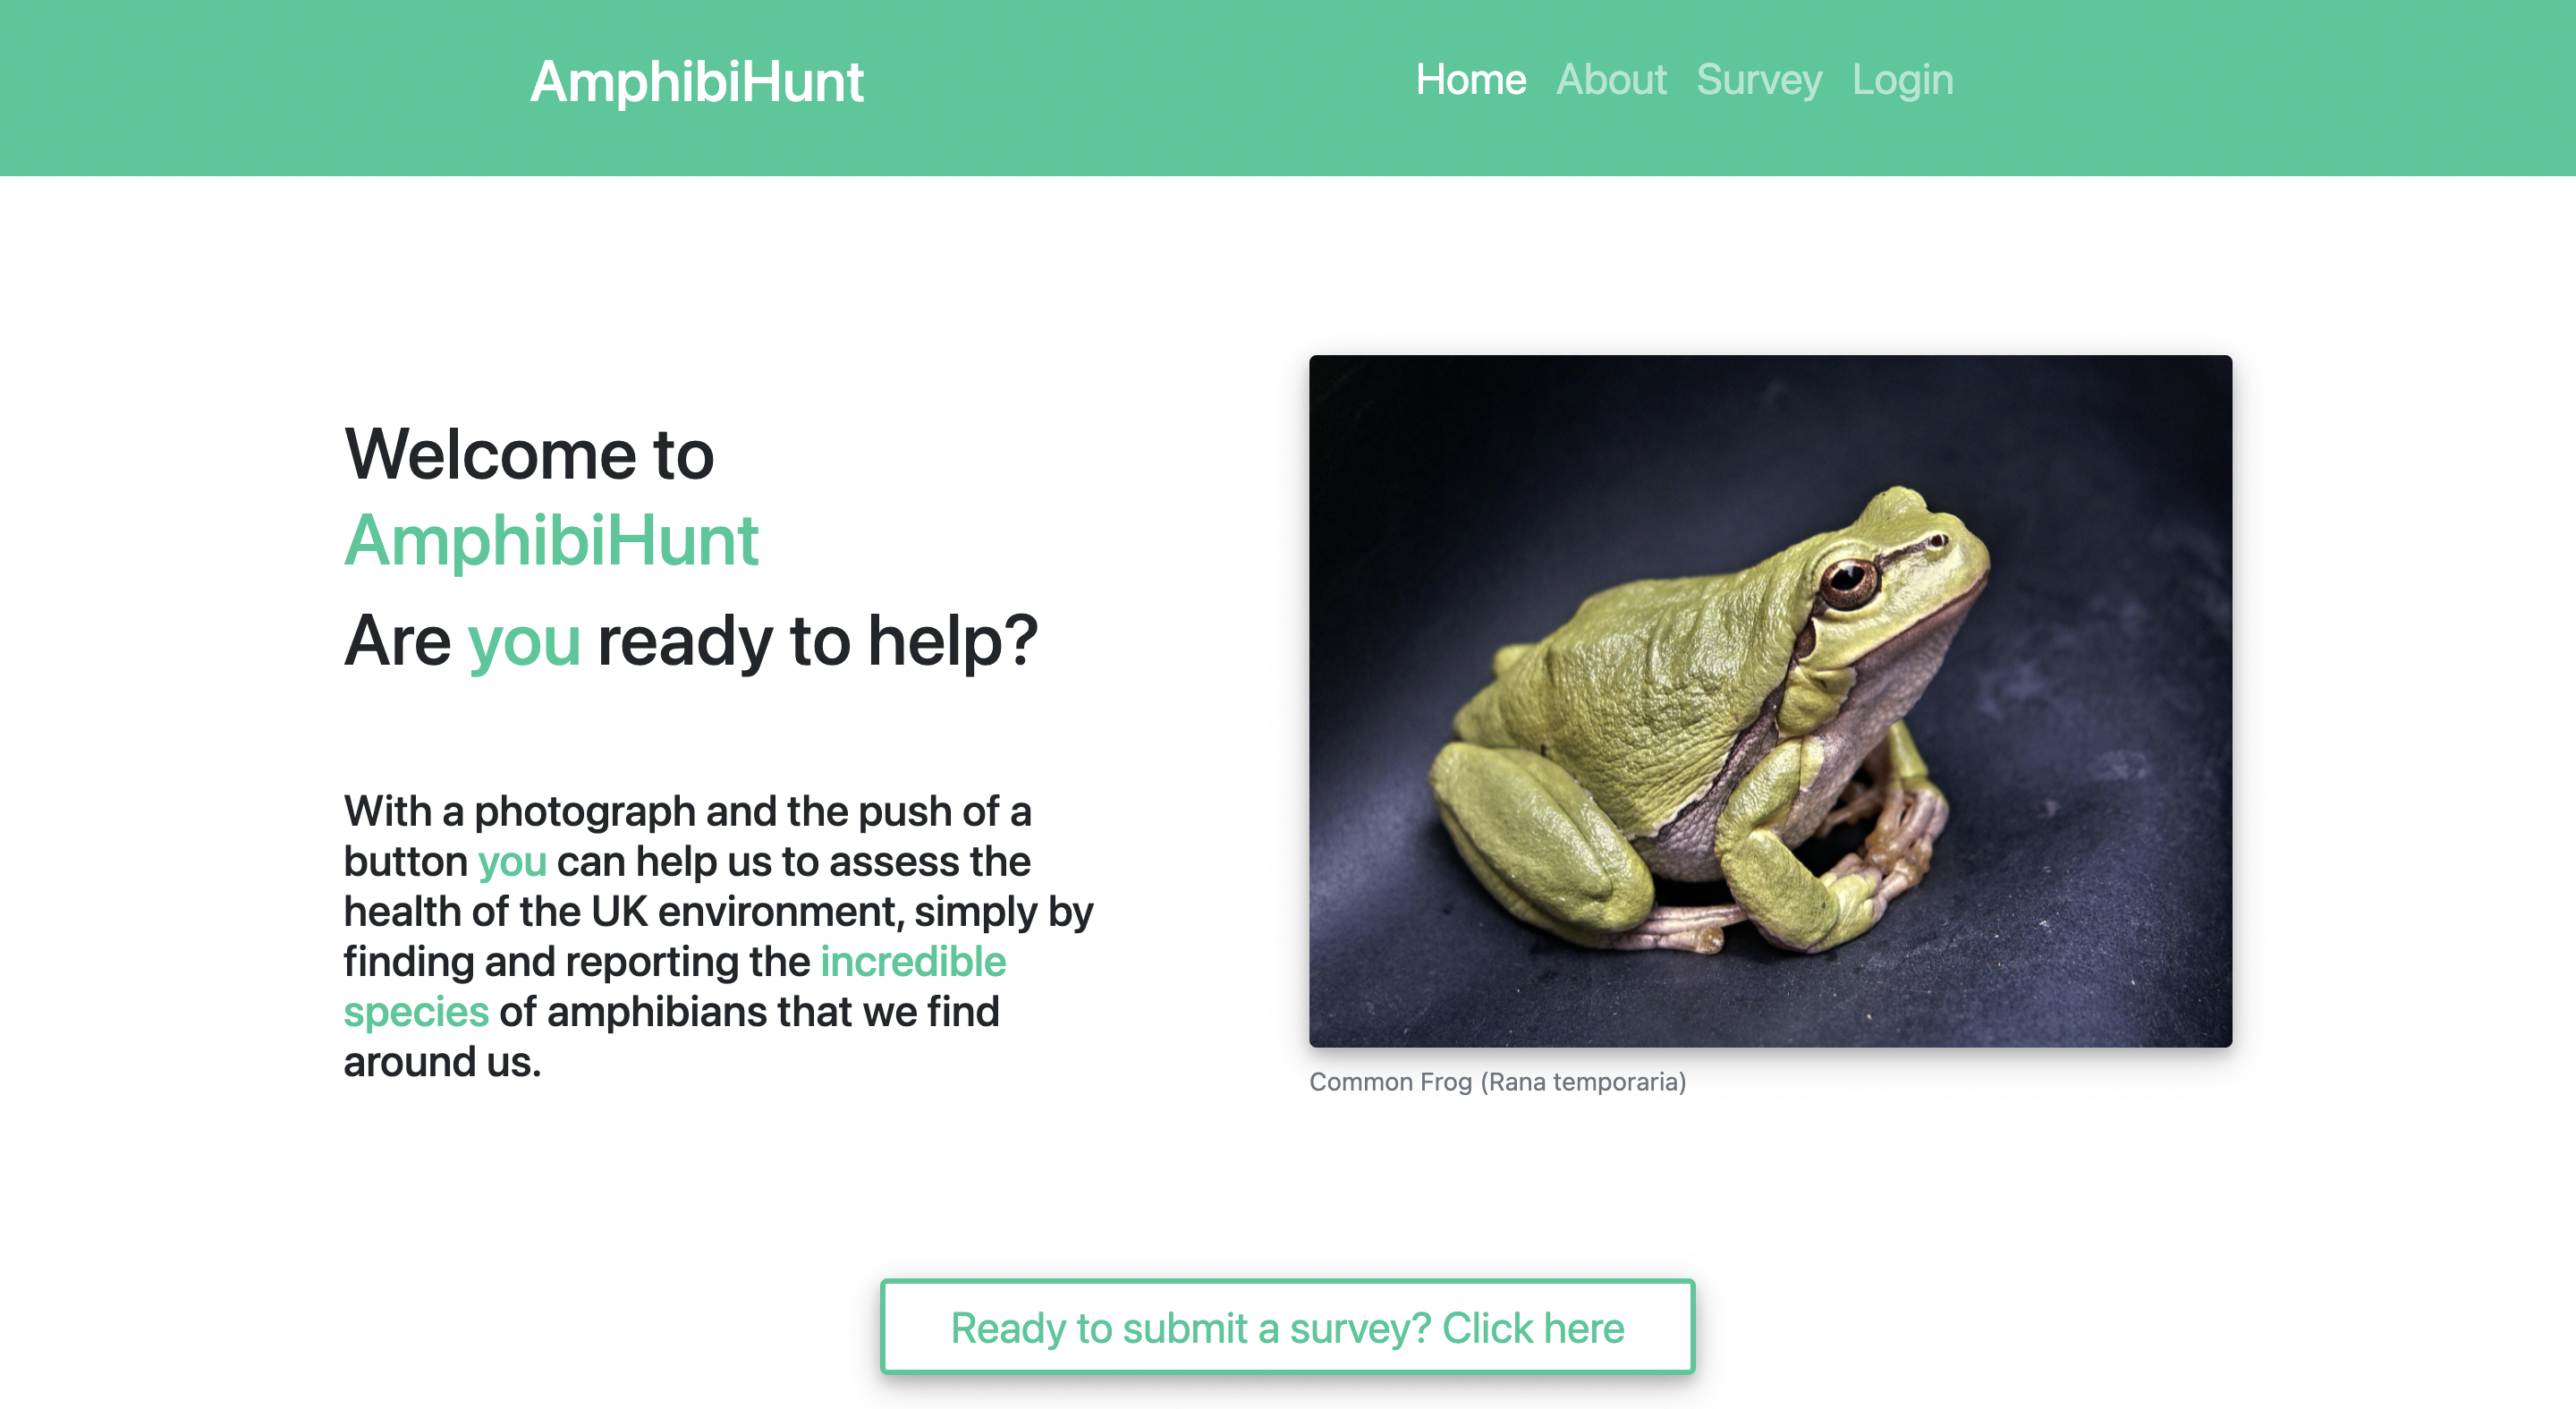 AmphibiHunt
Home About Survey Login
Welcome to
AmphibiHunt
Are you ready to help?
With a photograph and the push of a
button you can help us to assess the
health of the UK environment, simply by
finding and reporting the incredible
species of amphibians that we find
around us.
Common Frog (Rana temporaria)
Ready to submit a survey? Click here